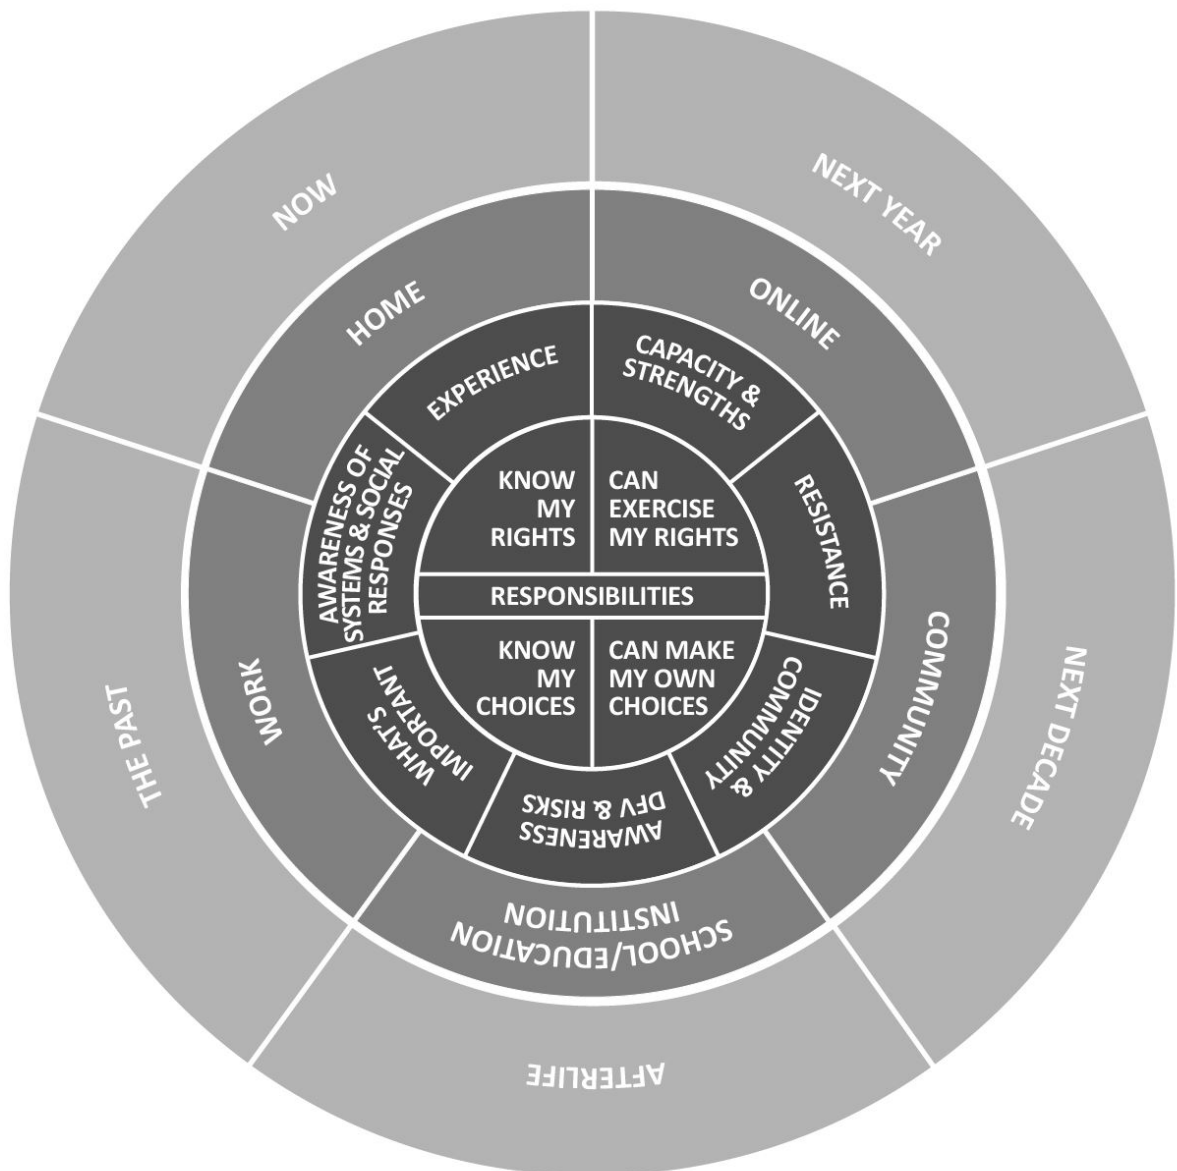 NOW
NEXT YEAR
NEXT DECADE
AFTERLIFE
THE PAST
HOME
ONLINE
COMMUNITY
SCHOOL/EDUCATION
INSTITUTION
WORK
EXPERIENCE
CAPACITY &
STRENGTHS
RESISTANCE
IDENTITY &
COMMUNITY
AWARENESS
DFV & RISKS
WHAT'S
IMPORTANT
AWARENESS OF
SYSTEMS & SOCIAL
RESPONSES
KNOW
MY
RIGHTS
CAN
EXERCISE
MY RIGHTS
RESPONSIBILITIES
KNOW
MY
CHOICES
CAN MAKE
MY OWN
CHOICES